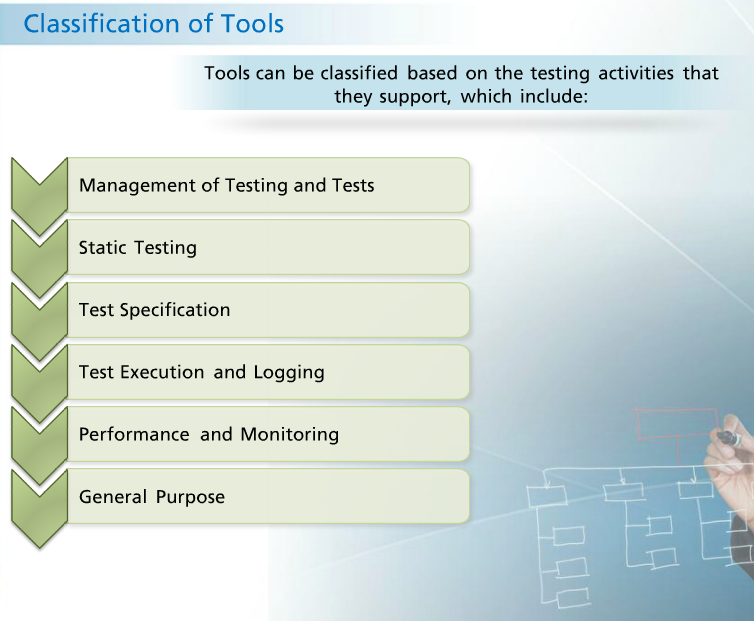 Classification of Tools
Tools can be classified based on the testing activities that
they support, which include:
Management of Testing and Tests
Static Testing
Test Specification
Test Execution and Logging
Performance and Monitoring
General Purpose